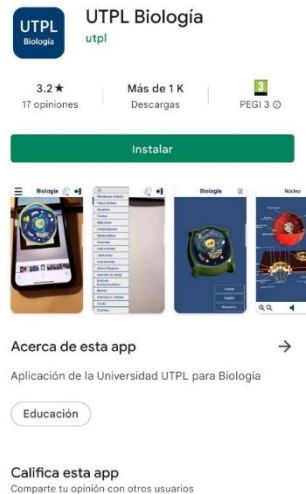 UTPL
Biología
UTPL Biología
utpl
3.2★
17 opiniones
Más de 1 K
Descargas
3
PEGI 3
Instalar
Biología
Biología
Núcleo
Acerca de esta app
Aplicación de la Universidad UTPL para Biología
Educación
Califica esta app
Comparte tu opinión con otros usuarios